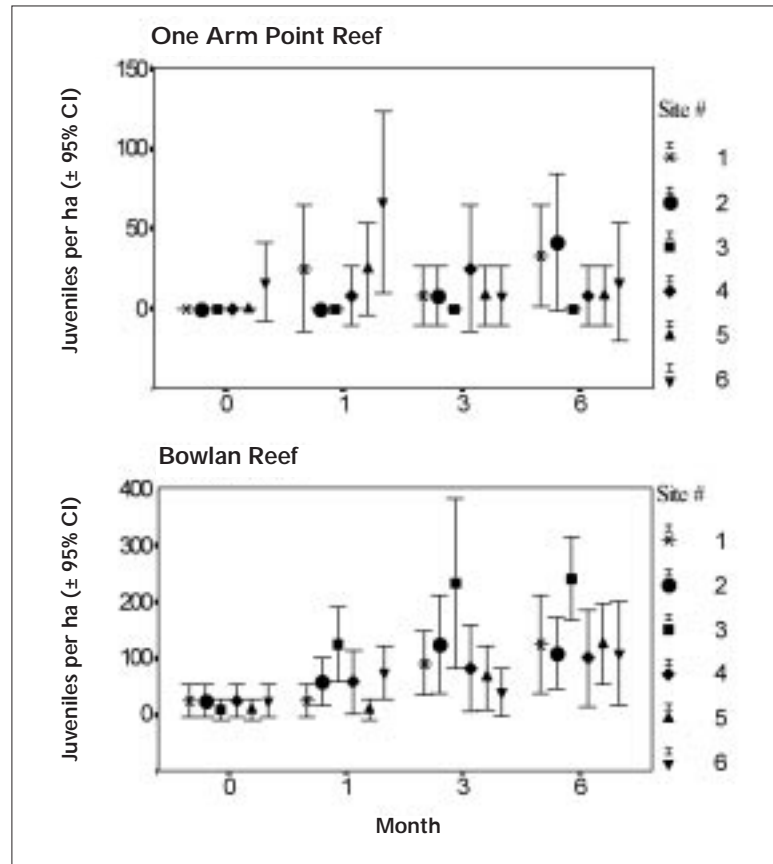 One Arm Point Reef
Juveniles per ha (± 95% CI)
150
100
50
0
0 1 3 6
Site #
1
2
3
4
5
6
Bowlan Reef
Juveniles per ha (± 95% CI)
400
300
200
100
0
0 1 3 6
Month
Site #
1
2
3
4
5
6